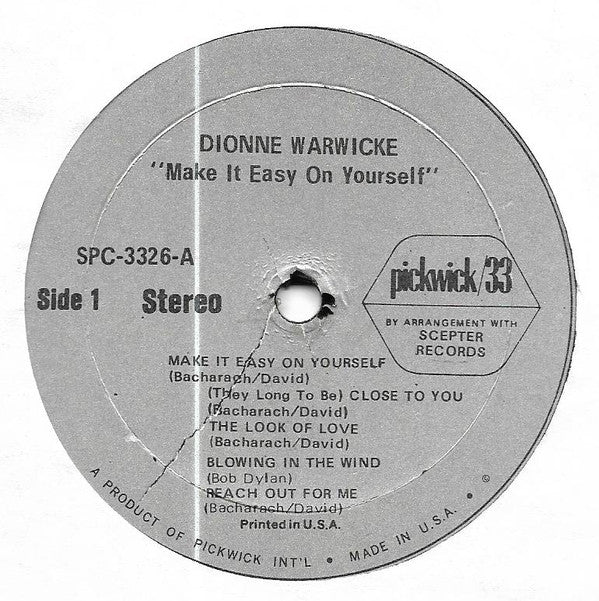 DIONNE WARWICKE
"Make It Easy On Yourself"
SPC-3326-A
Side 1 Stereo
pickwick/33
BY ARRANGEMENT WITH
SCEPTER
RECORDS
MAKE IT EASY ON YOURSELF
(Bacharach/David)
(They Long To Be) CLOSE TO YOU
(Bacharach/David)
THE LOOK OF LOVE
(Bacharach/David)
BLOWING IN THE WIND
(Bob Dylan)
REACH OUT FOR ME
(Bacharach/David)
Printed in U.S.A.
A PRODUCT OF PICKWICK INT'L • MADE IN U.S.A. • ©